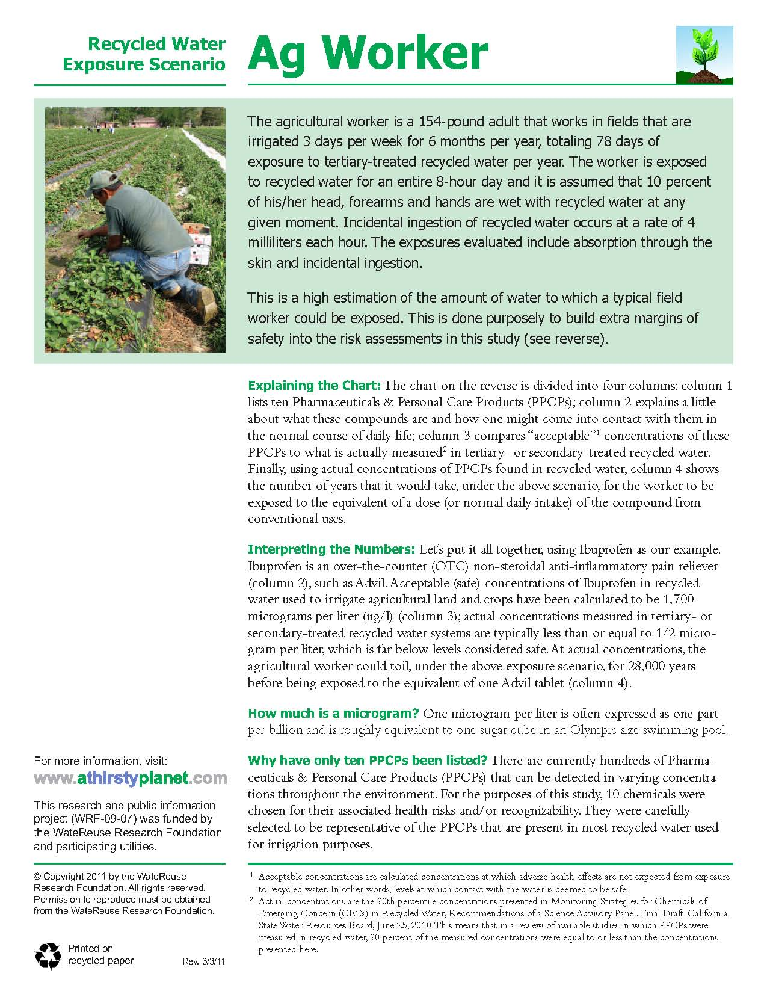 Recycled Water
Exposure Scenario
Ag Worker
The agricultural worker is a 154-pound adult that works in fields that are
irrigated 3 days per week for 6 months per year, totaling 78 days of
exposure to tertiary-treated recycled water per year. The worker is exposed
to recycled water for an entire 8-hour day and it is assumed that 10 percent
of his/her head, forearms and hands are wet with recycled water at any
given moment. Incidental ingestion of recycled water occurs at a rate of 4
milliliters each hour. The exposures evaluated include absorption through the
skin and incidental ingestion.
This is a high estimation of the amount of water to which a typical field
worker could be exposed. This is done purposely to build extra margins of
safety into the risk assessments in this study (see reverse).
Explaining the Chart: The chart on the reverse is divided into four columns: column 1
lists ten Pharmaceuticals & Personal Care Products (PPCPs); column 2 explains a little
about what these compounds are and how one might come into contact with them in
the normal course of daily life; column 3 compares “acceptable”¹ concentrations of these
PPCPs to what is actually measured² in tertiary- or secondary-treated recycled water.
Finally, using actual concentrations of PPCPs found in recycled water, column 4 shows
the number of years that it would take, under the above scenario, for the worker to be
exposed to the equivalent of a dose (or normal daily intake) of the compound from
conventional uses.
Interpreting the Numbers: Let’s put it all together, using Ibuprofen as our example.
Ibuprofen is an over-the-counter (OTC) non-steroidal anti-inflammatory pain reliever
(column 2), such as Advil. Acceptable (safe) concentrations of Ibuprofen in recycled
water used to irrigate agricultural land and crops have been calculated to be 1,700
micrograms per liter (ug/l) (column 3); actual concentrations measured in tertiary- or
secondary-treated recycled water systems are typically less than or equal to 1/2 micro-
gram per liter, which is far below levels considered safe. At actual concentrations, the
agricultural worker could toil, under the above exposure scenario, for 28,000 years
before being exposed to the equivalent of one Advil tablet (column 4).
How much is a microgram? One microgram per liter is often expressed as one part
per billion and is roughly equivalent to one sugar cube in an Olympic size swimming pool.
Why have only ten PPCPs been listed? There are currently hundreds of Pharma-
ceuticals & Personal Care Products (PPCPs) that can be detected in varying concentra-
tions throughout the environment. For the purposes of this study, 10 chemicals were
chosen for their associated health risks and/or recognizability. They were carefully
selected to be representative of the PPCPs that are present in most recycled water used
for irrigation purposes.
For more information, visit:
www.athirstyplanet.com
This research and public information
project (WRF-09-07) was funded by
the WateReuse Research Foundation
and participating utilities.
© Copyright 2011 by the WateReuse
Research Foundation. All rights reserved.
Permission to reproduce must be obtained
from the WateReuse Research Foundation.
Printed on
recycled paper
Rev. 6/3/11
¹ Acceptable concentrations are calculated concentrations at which adverse health effects are not expected from exposure
to recycled water. In other words, levels at which contact with the water is deemed to be safe.
² Actual concentrations are the 90th percentile concentrations presented in Monitoring Strategies for Chemicals of
Emerging Concern (CECs) in Recycled Water; Recommendations of a Science Advisory Panel. Final Draft. California
State Water Resources Board, June 25, 2010. This means that in a review of available studies in which PPCPs were
measured in recycled water, 90 percent of the measured concentrations were equal to or less than the concentrations
presented here.